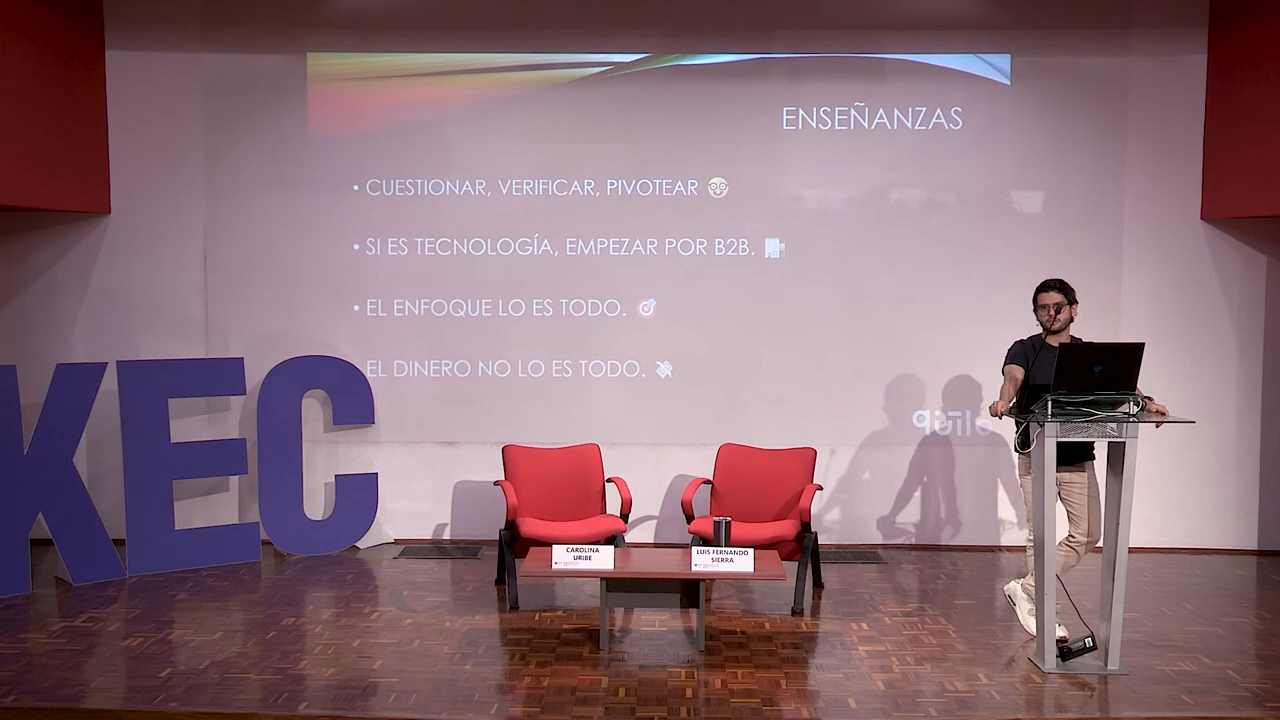 ENSEÑANZAS
• CUESTIONAR, VERIFICAR, PIVOTEAR
• SI ES TECNOLOGÍA, EMPEZAR POR B2B.
• EL ENFOQUE LO ES TODO.
EL DINERO NO LO ES TODO.
quilo
KEC
CAROLINA
URIBE
LUIS FERNANDO
SIERRA